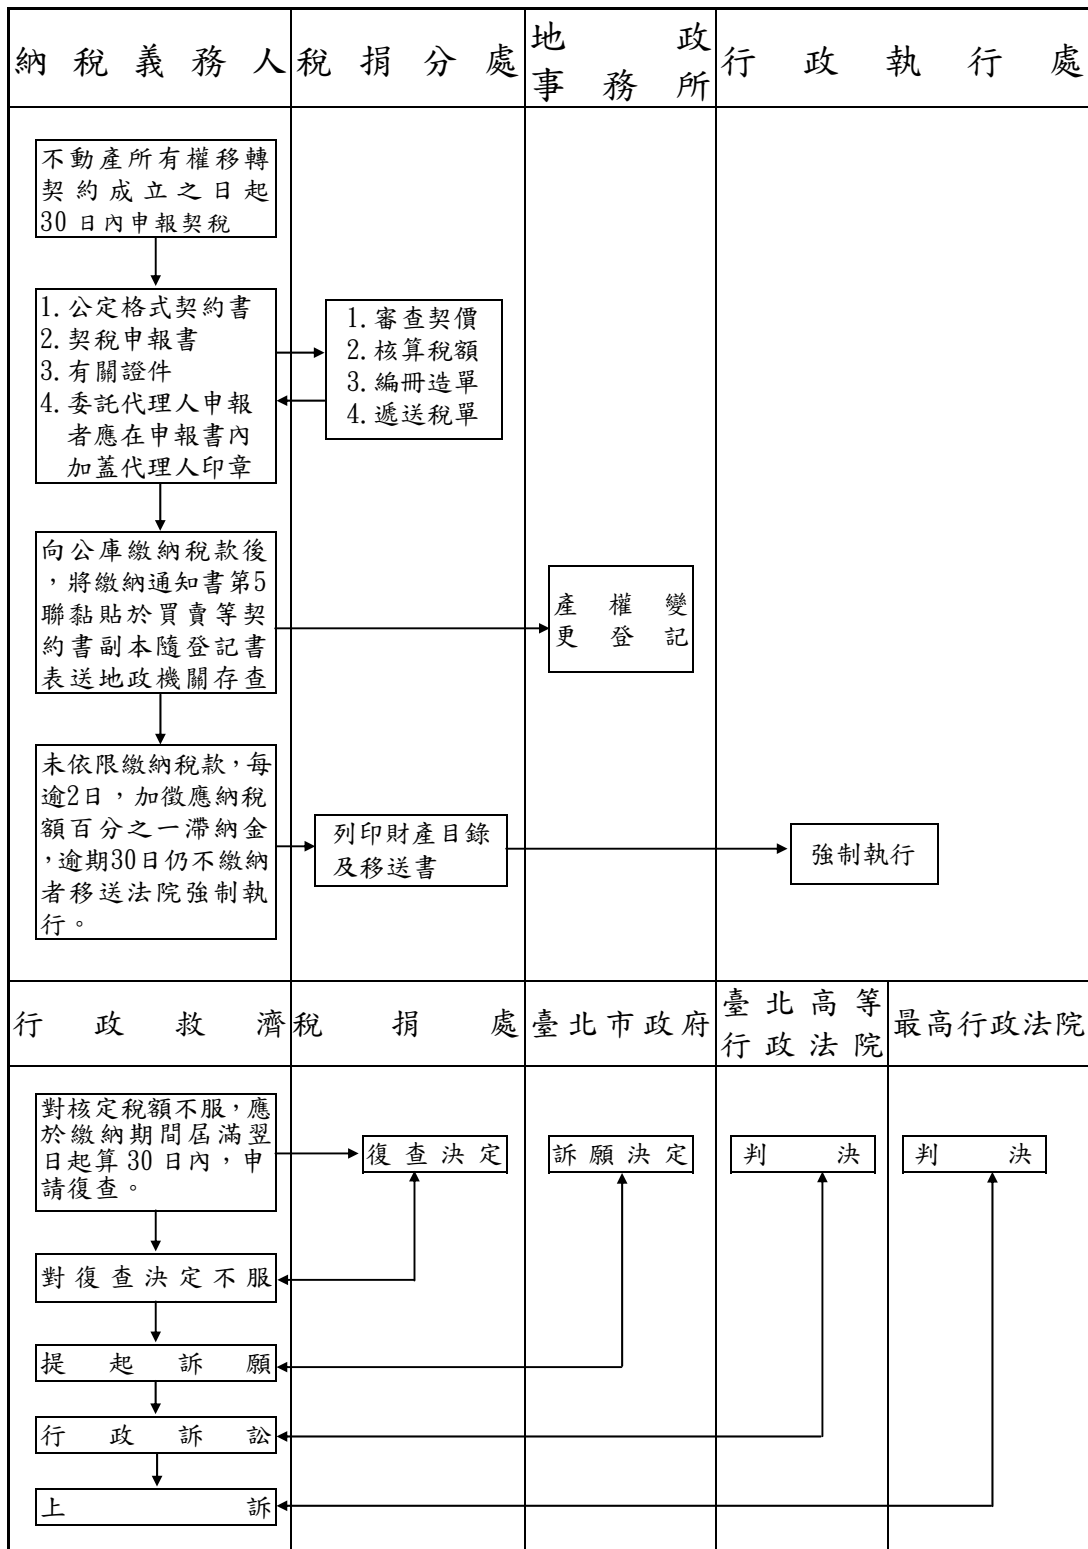 納稅義務人
稅捐分處
地政
事務所
行政執行處
不動產所有權移轉
契約成立之日起
30日內申報契稅
1.公定格式契約書
2.契稅申報書
3.有關證件
4.委託代理人申報
者應在申報書內
加蓋代理人印章
1.審查契價
2.核算稅額
3.編冊造單
4.遞送稅單
向公庫繳納稅款後
，將繳納通知書第5
聯黏貼於買賣等契
約書副本隨登記書
表送地政機關存查
產權變
更登記
未依限繳納稅款，每
逾2日，加徵應納稅
額百分之一滯納金
，逾期30日仍不繳納
者移送法院強制執
行。
列印財產目錄
及移送書
強制執行
行政救濟
稅捐處
臺北市政府
臺北高等
行政法院
最高行政法院
對核定稅額不服，應
於繳納期間屆滿翌
日起算30日內，申
請復查。
復查決定
訴願決定
判決
判決
對復查決定不服
提起訴願
行政訴訟
上訴